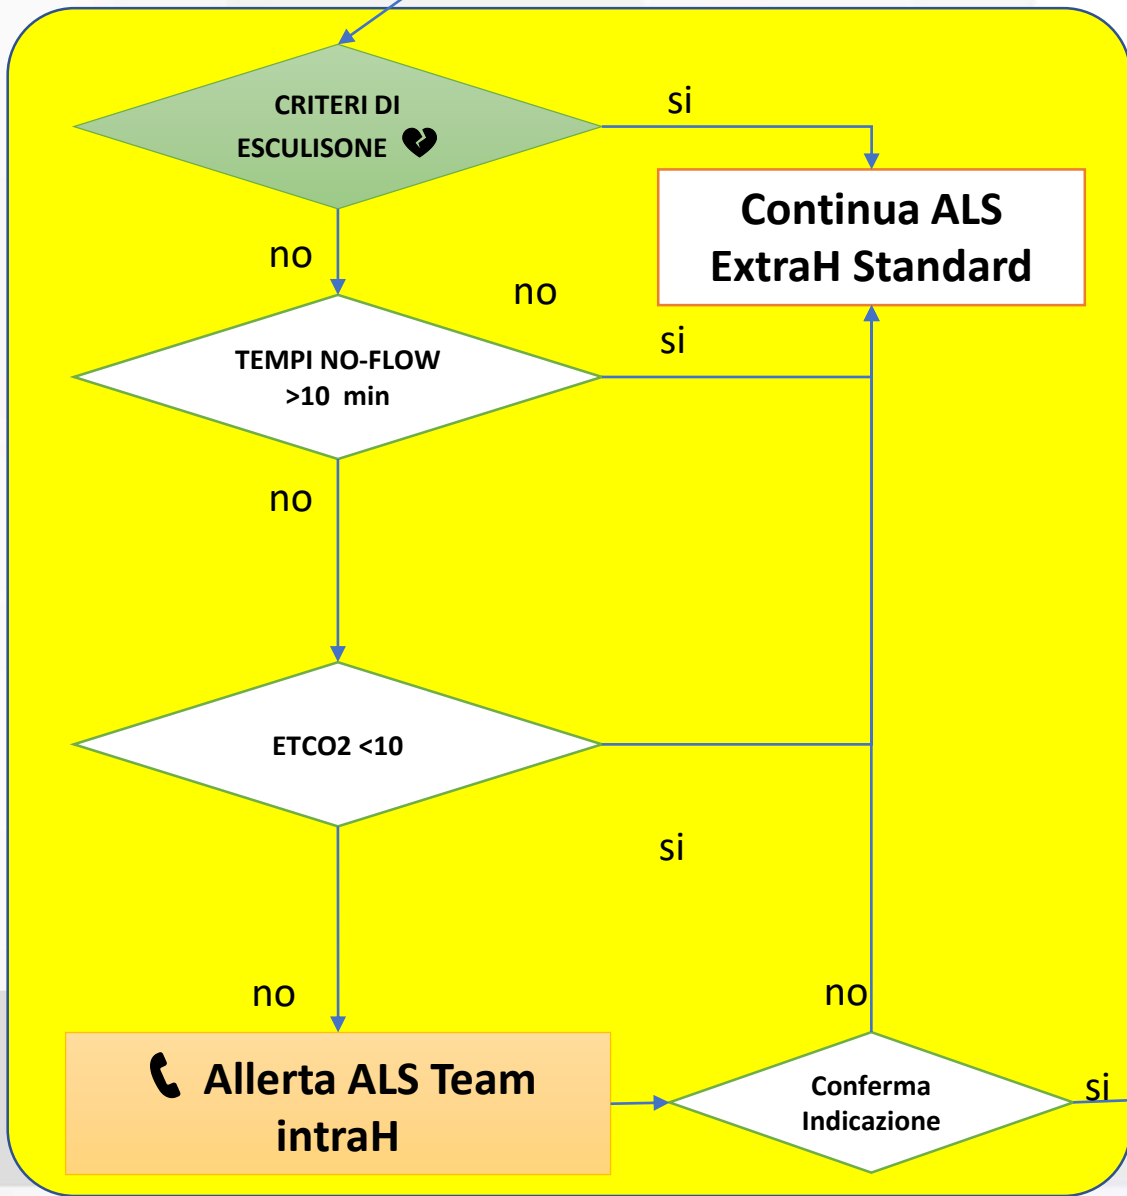 CRITERI DI
ESCULISONE
si
Continua ALS
ExtraH Standard
no
no
TEMPI NO-FLOW
>10 min
si
no
ETCO2 <10
si
no
no
Allerta ALS Team
intraH
Conferma
Indicazione
si